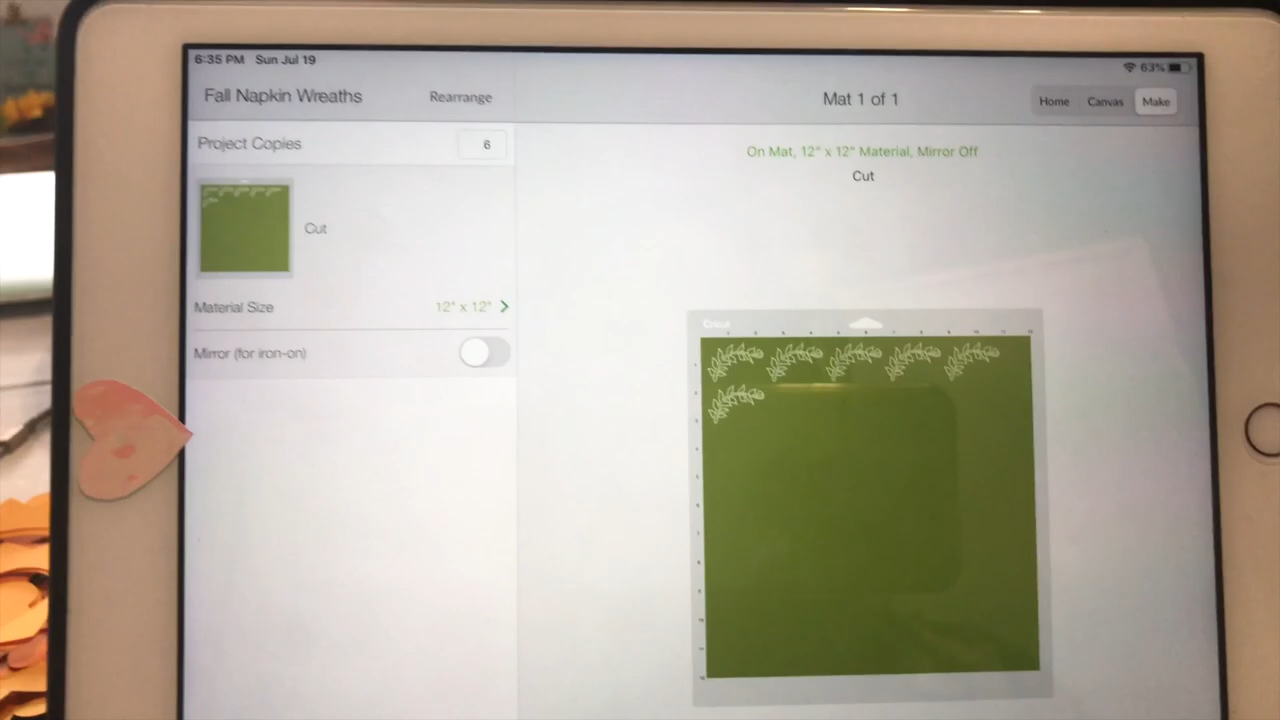 6:35 PM Sun Jul 19
63%
Fall Napkin Wreaths
Rearrange
Mat 1 of 1
Home
Canvas
Make
Project Copies
6
On Mat, 12" x 12" Material, Mirror Off
Cut
Cut
Material Size
12" x 12"
Mirror (for iron-on)
Cricut